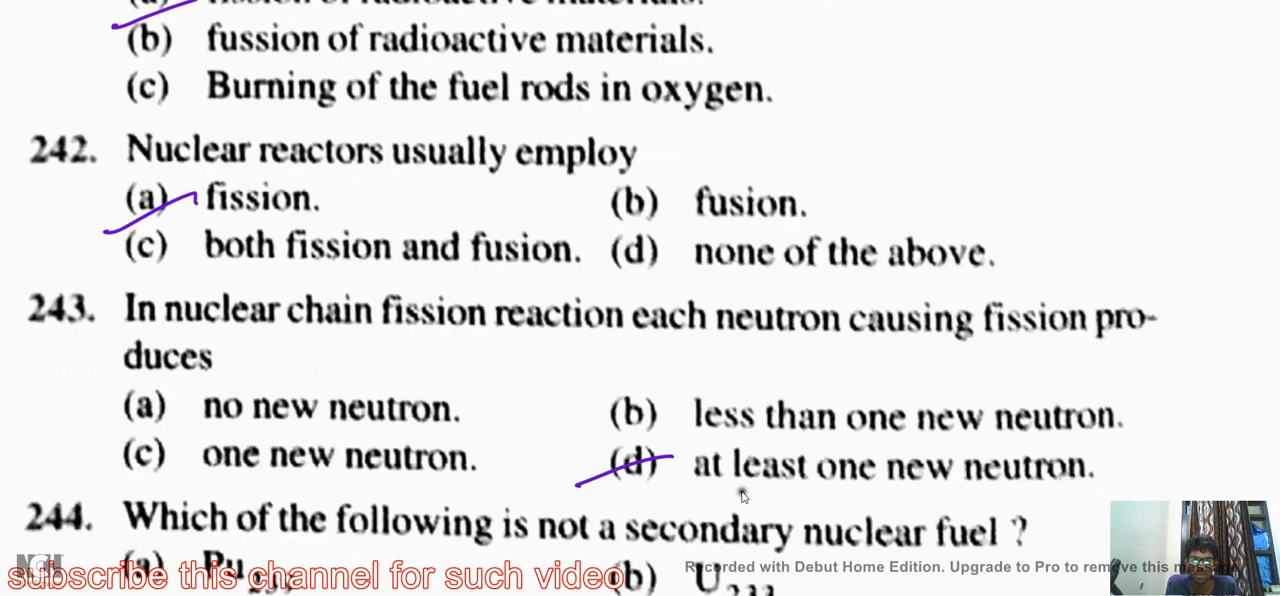 (b) fussion of radioactive materials.
(c) Burning of the fuel rods in oxygen.
242. Nuclear reactors usually employ
(a) fission. (b) fusion.
(c) both fission and fusion. (d) none of the above.
243. In nuclear chain fission reaction each neutron causing fission pro-
duces
(a) no new neutron. (b) less than one new neutron.
(c) one new neutron. (d) at least one new neutron.
244. Which of the following is not a secondary nuclear fuel ?
(a) Pu (b) U
NCH
subscribe this channel for such video
Recorded with Debut Home Edition. Upgrade to Pro to remove this message